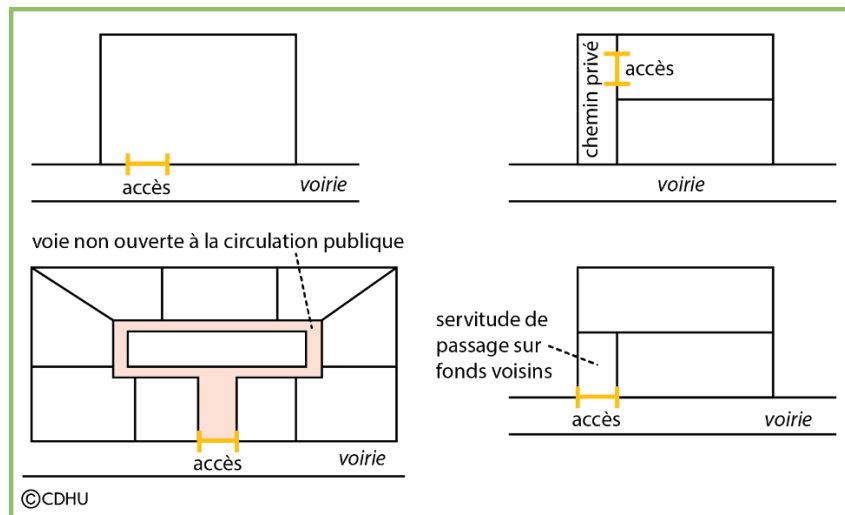 accès
voirie
chemin privé
accès
voirie
voie non ouverte à la circulation publique
accès
voirie
servitude de
passage sur
fonds voisins
accès
voirie
©CDHU